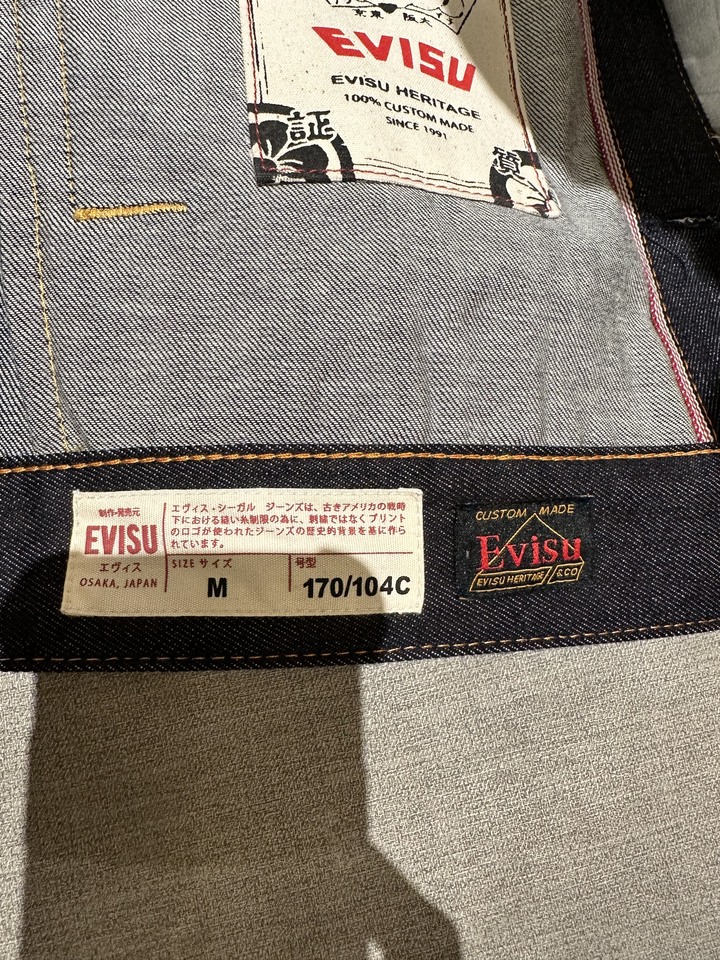 京東 阪大
EVISU
EVISU HERITAGE
100% CUSTOM MADE
SINCE 1991
証
質
制作・発売元
EVISU
エヴィス
OSAKA, JAPAN
エヴィス・シーガル ジーンズは、古きアメリカの戦時
下における縫い糸制限の為に、刺繍ではなくプリント
のロゴが使われたジーンズの歴史的背景を基に作ら
れています。
SIZE サイズ
M
号型
170/104C
CUSTOM MADE
Evisu
EVISU HERITAGE & CO